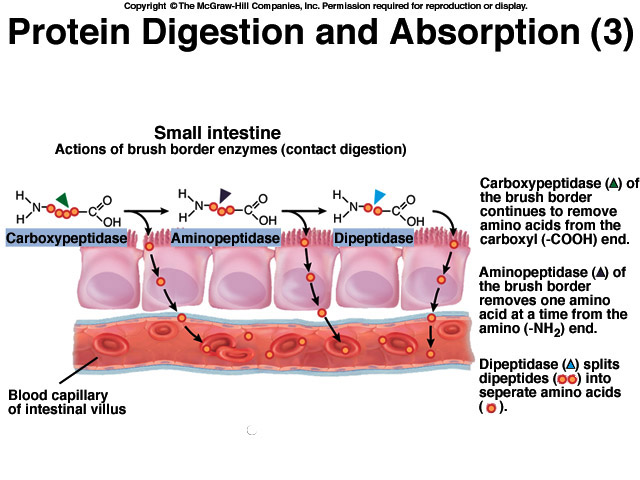 Copyright © The McGraw-Hill Companies, Inc. Permission required for reproduction or display.
Protein Digestion and Absorption (3)
Small intestine
Actions of brush border enzymes (contact digestion)
H
N
H
C
O
OH
H
N
H
C
O
OH
H
N
H
C
O
OH
Carboxypeptidase
Aminopeptidase
Dipeptidase
Carboxypeptidase (▲) of
the brush border
continues to remove
amino acids from the
carboxyl (-COOH) end.
Aminopeptidase (▲) of
the brush border
removes one amino
acid at a time from the
amino (-NH₂) end.
Dipeptidase (▲) splits
dipeptides ( ) into
seperate amino acids
( ).
Blood capillary
of intestinal villus